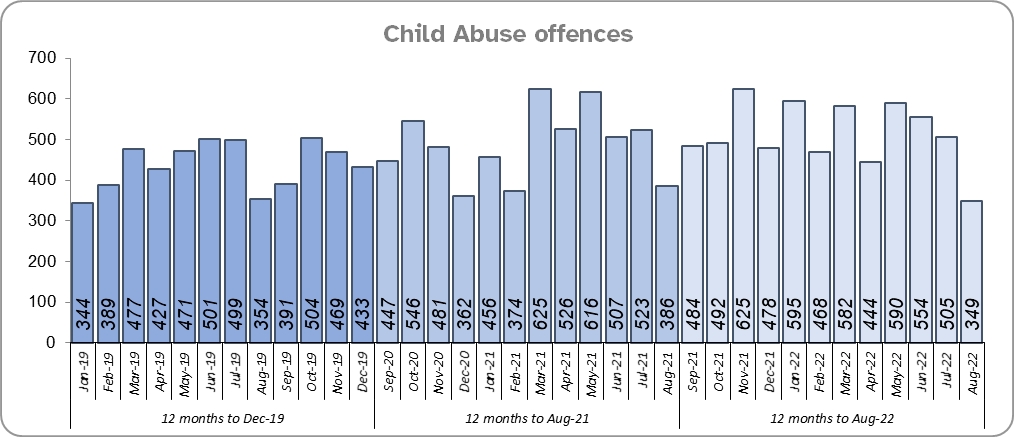 Child Abuse offences
700
600
500
400
300
200
100
0
344 389 477 427 471 501 499 354 391 504 469 433 447 546 481 362 456 374 625 526 616 507 523 386 484 492 625 478 595 468 582 444 590 554 505 349
Jan-19 Feb-19 Mar-19 Apr-19 May-19 Jun-19 Jul-19 Aug-19 Sep-19 Oct-19 Nov-19 Dec-19 Sep-20 Oct-20 Nov-20 Dec-20 Jan-21 Feb-21 Mar-21 Apr-21 May-21 Jun-21 Jul-21 Aug-21 Sep-21 Oct-21 Nov-21 Dec-21 Jan-22 Feb-22 Mar-22 Apr-22 May-22 Jun-22 Jul-22 Aug-22
12 months to Dec-19 12 months to Aug-21 12 months to Aug-22